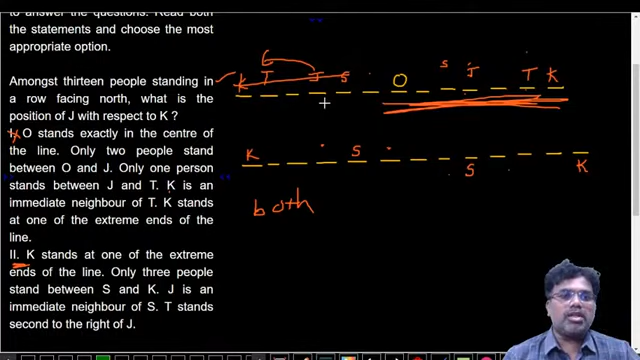 to answer the questions. Read both
the statements and choose the most
appropriate option.
Amongst thirteen people standing in
a row facing north, what is the
position of J with respect to K ?
I. O stands exactly in the centre of
the line. Only two people stand
between O and J. Only one person
stands between J and T. K is an
immediate neighbour of T. K stands
at one of the extreme ends of the
line.
II. K stands at one of the extreme
ends of the line. Only three people
stand between S and K. J is an
immediate neighbour of S. T stands
second to the right of J.
K T J S O S J T K
K S S K
both